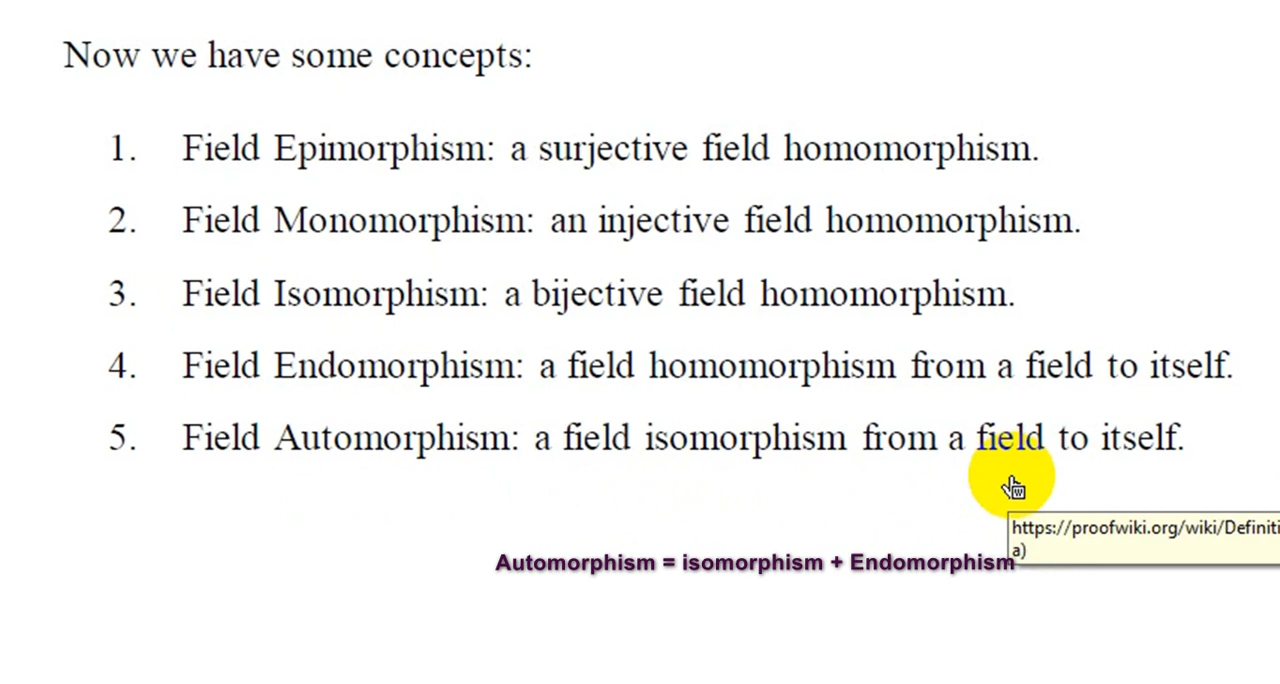 Now we have some concepts:
1. Field Epimorphism: a surjective field homomorphism.
2. Field Monomorphism: an injective field homomorphism.
3. Field Isomorphism: a bijective field homomorphism.
4. Field Endomorphism: a field homomorphism from a field to itself.
5. Field Automorphism: a field isomorphism from a field to itself.
https://proofwiki.org/wiki/Definiti
a)
Automorphism = isomorphism + Endomorphism